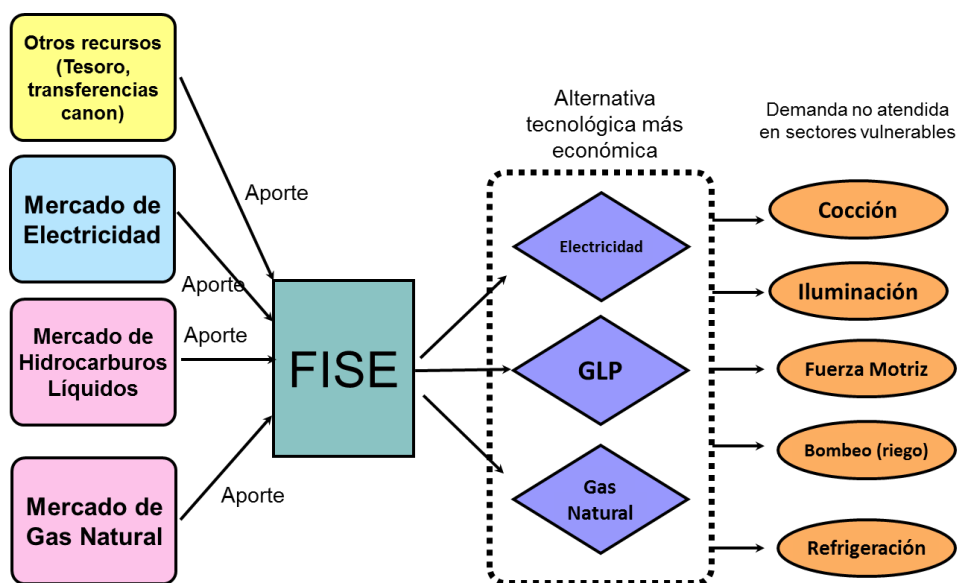 Otros recursos
(Tesoro,
transferencias
canon)
Mercado de
Electricidad
Mercado de
Hidrocarburos
Líquidos
Mercado de
Gas Natural
Aporte
Aporte
Aporte
Aporte
FISE
Alternativa
tecnológica más
económica
Electricidad
GLP
Gas
Natural
Demanda no atendida
en sectores vulnerables
Cocción
Iluminación
Fuerza Motriz
Bombeo (riego)
Refrigeración